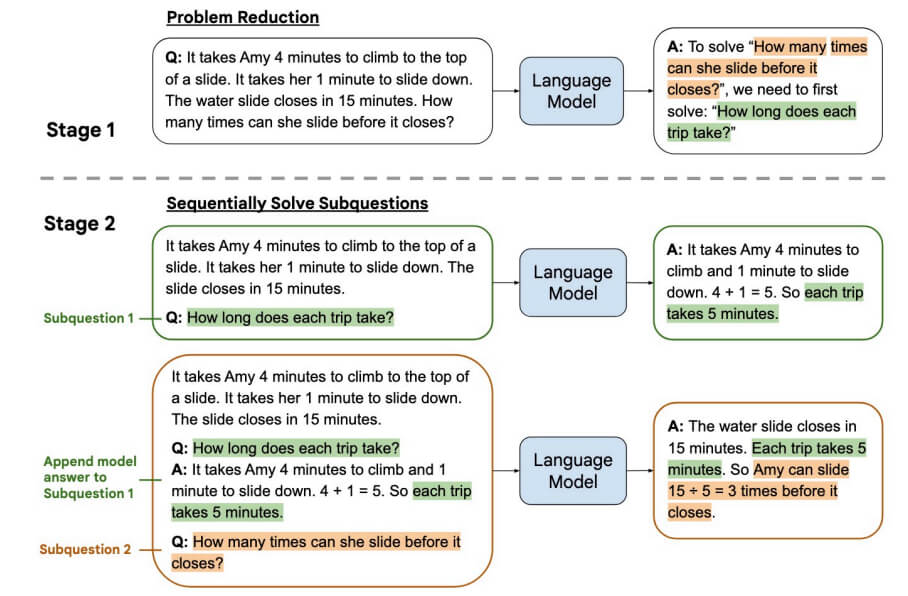 Problem Reduction
Stage 1
Q: It takes Amy 4 minutes to climb to the top
of a slide. It takes her 1 minute to slide down.
The water slide closes in 15 minutes. How
many times can she slide before it closes?
Language
Model
A: To solve “How many times
can she slide before it
closes?”, we need to first
solve: “How long does each
trip take?”
Stage 2
Sequentially Solve Subquestions
It takes Amy 4 minutes to climb to the top of a
slide. It takes her 1 minute to slide down. The
slide closes in 15 minutes.
Subquestion 1
Q: How long does each trip take?
Language
Model
A: It takes Amy 4 minutes to
climb and 1 minute to slide
down. 4 + 1 = 5. So each trip
takes 5 minutes.
It takes Amy 4 minutes to climb to the top of
a slide. It takes her 1 minute to slide down.
The slide closes in 15 minutes.
Append model
answer to
Subquestion 1
Q: How long does each trip take?
A: It takes Amy 4 minutes to climb and 1
minute to slide down. 4 + 1 = 5. So each trip
takes 5 minutes.
Subquestion 2
Q: How many times can she slide before it
closes?
Language
Model
A: The water slide closes in
15 minutes. Each trip takes 5
minutes. So Amy can slide
15 ÷ 5 = 3 times before it
closes.